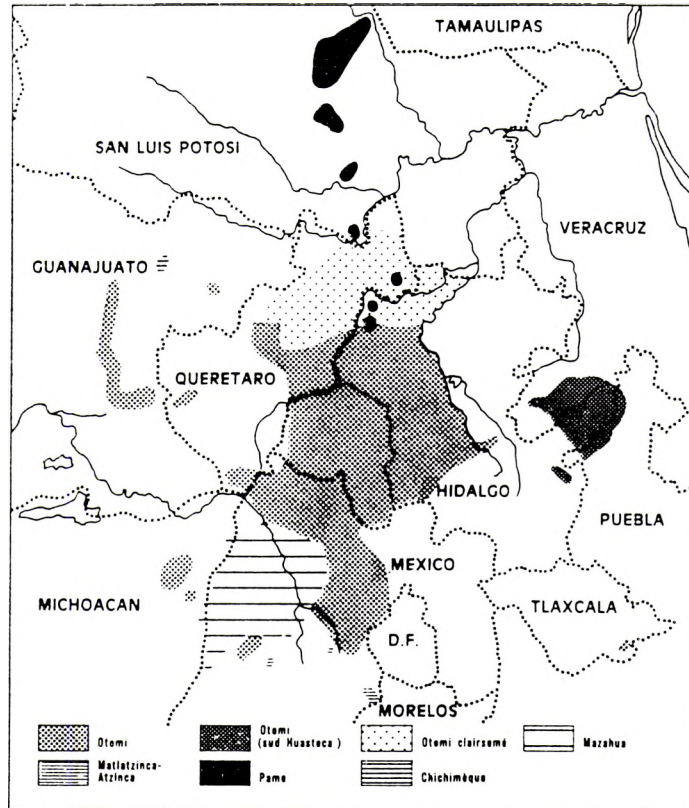 TAMAULIPAS
SAN LUIS POTOSI
VERACRUZ
GUANAJUATO
QUERETARO
HIDALGO
PUEBLA
MEXICO
MICHOACAN
TLAXCALA
D.F.
MORELOS
Otomi
Otomi
(sud Huasteca)
Otomi clairsemé
Mazahua
Matlatzinca-
Atzinca
Pame
Chichimèque